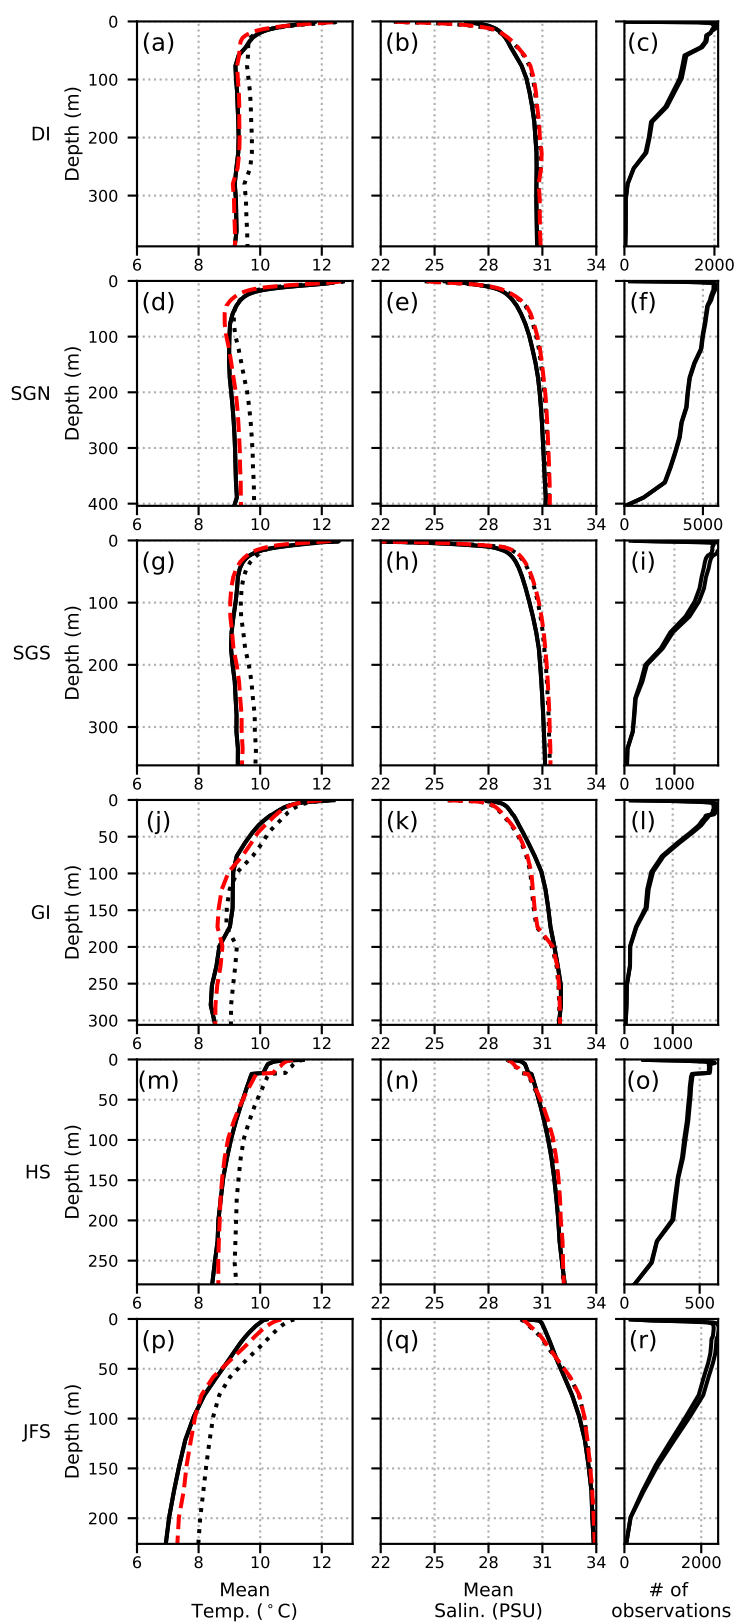 0
100
200
300
Depth (m)
DI
(a)
(b)
(c)
6 8 10 12
22 25 28 31 34
0 2000
0
100
200
300
400
Depth (m)
SGN
(d)
(e)
(f)
6 8 10 12
22 25 28 31 34
0 5000
0
100
200
300
Depth (m)
SGS
(g)
(h)
(i)
6 8 10 12
22 25 28 31 34
0 1000
0
50
100
150
200
250
300
Depth (m)
GI
(j)
(k)
(l)
6 8 10 12
22 25 28 31 34
0 1000
0
50
100
150
200
250
Depth (m)
HS
(m)
(n)
(o)
6 8 10 12
22 25 28 31 34
0 500
0
50
100
150
200
Depth (m)
JFS
(p)
(q)
(r)
6 8 10 12
22 25 28 31 34
0 2000
Mean
Temp. (°C)
Mean
Salin. (PSU)
# of
observations